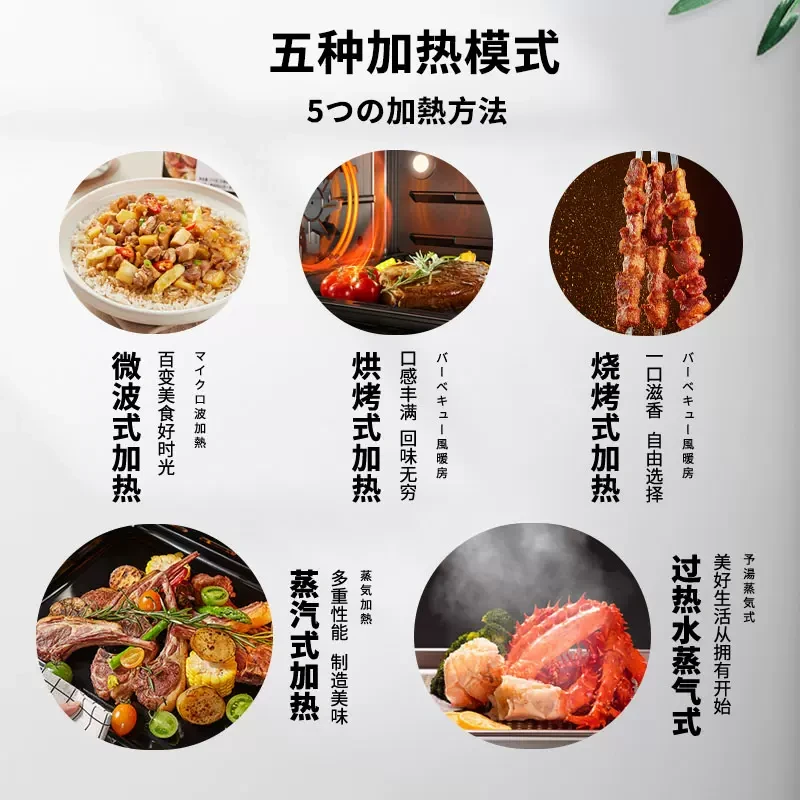 五种加热模式
5つの加熱方法
微波式加热
百变美食好时光
マイクロ波加熱
烘烤式加热
口感丰满 回味无穷
バーベキュー風暖房
烧烤式加热
一口滋香 自由选择
バーベキュー風暖房
蒸汽式加热
多重性能 制造美味
蒸気加熱
过热水蒸气式
美好生活从拥有开始
予湯蒸気式